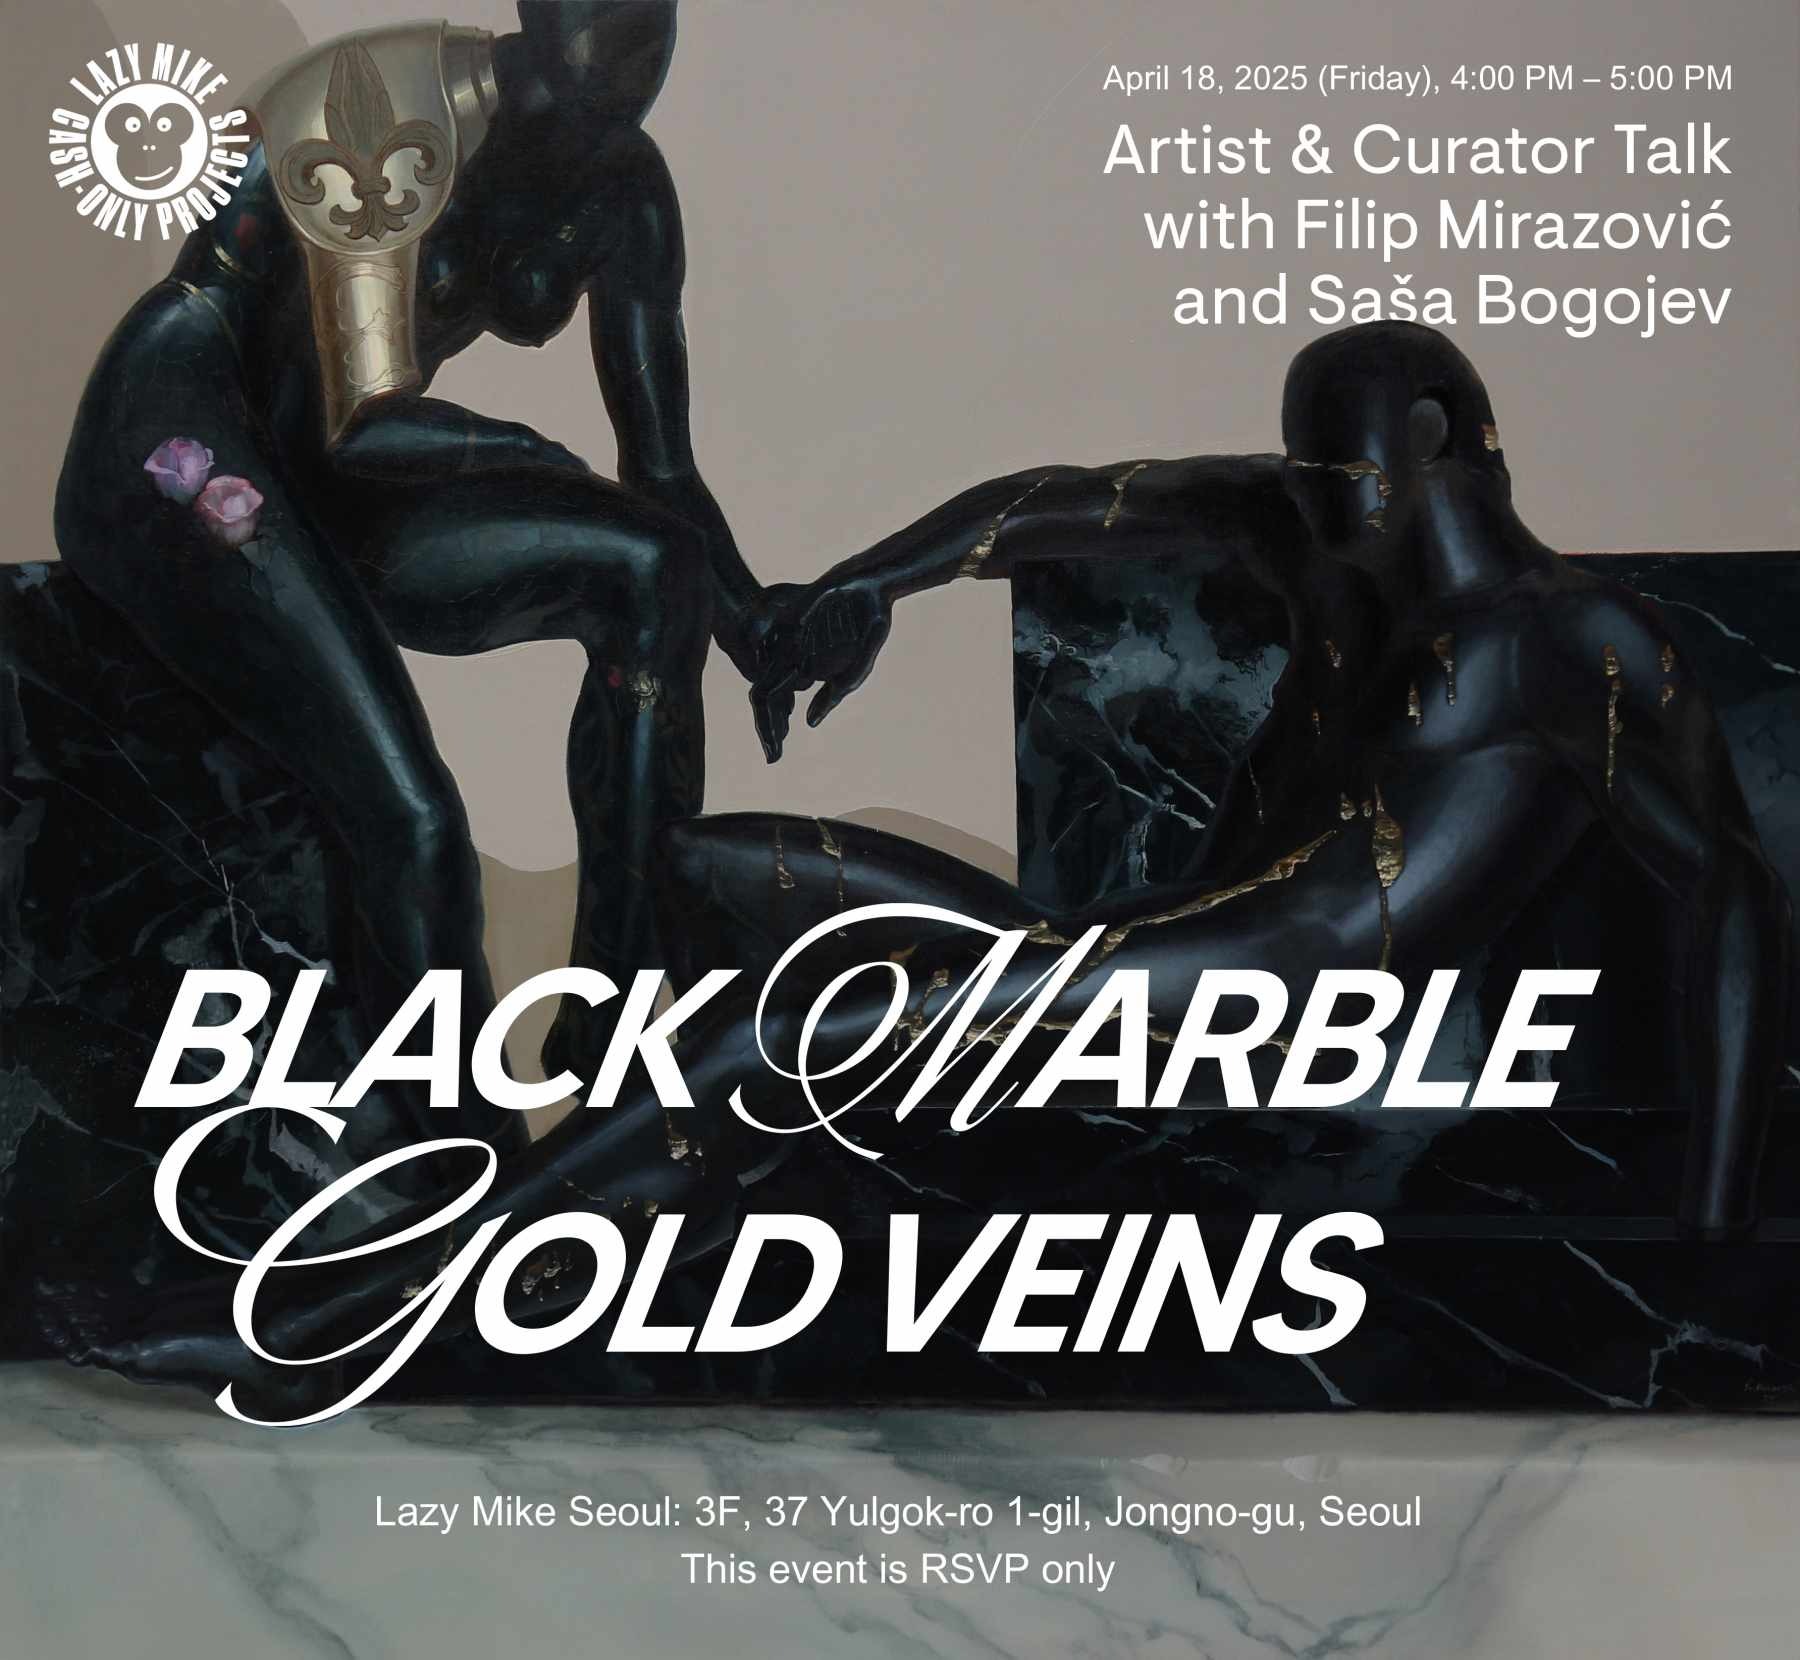 LAZY MIKE
CASH-ONLY PROJECTS
April 18, 2025 (Friday), 4:00 PM – 5:00 PM
Artist & Curator Talk
with Filip Mirazović
and Saša Bogojev
BLACK MARBLE
GOLD VEINS
Lazy Mike Seoul: 3F, 37 Yulgok-ro 1-gil, Jongno-gu, Seoul
This event is RSVP only